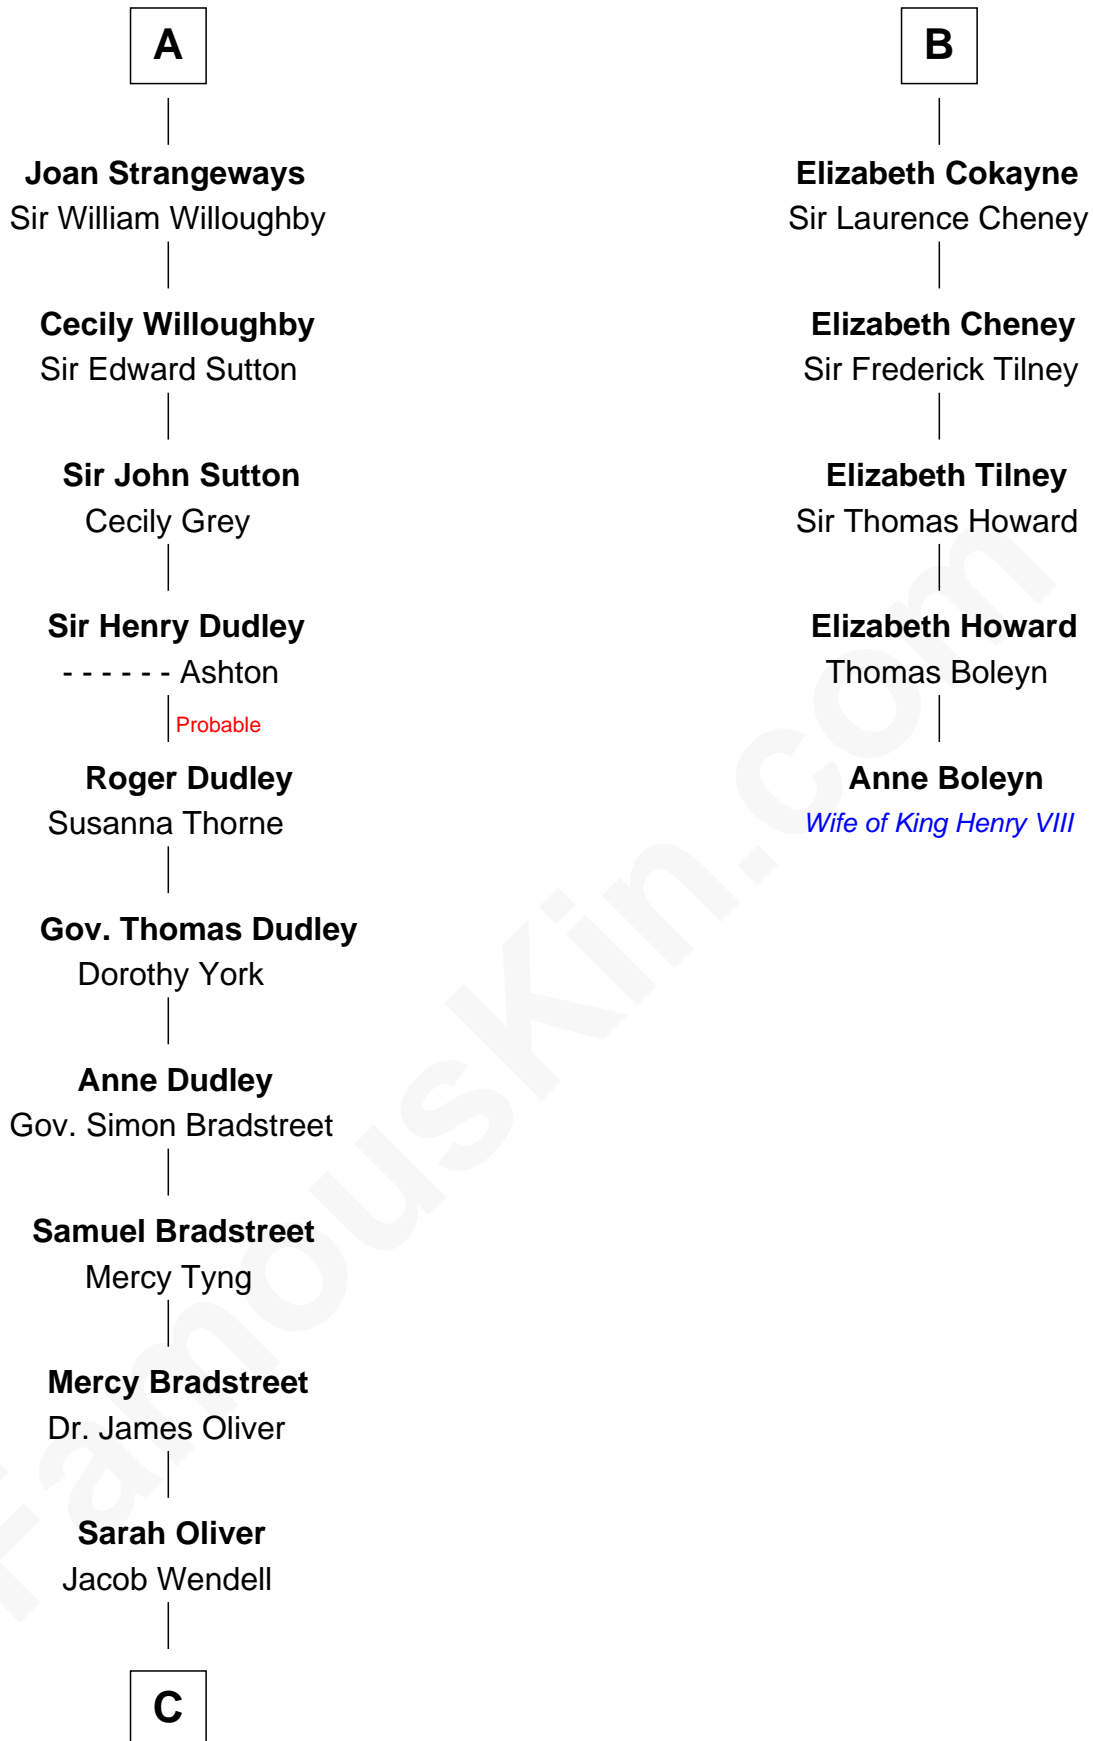 A
Joan Strangeways
Sir William Willoughby
Cecily Willoughby
Sir Edward Sutton
Sir John Sutton
Cecily Grey
Sir Henry Dudley
- - - - - - Ashton
Probable
Roger Dudley
Susanna Thorne
Gov. Thomas Dudley
Dorothy York
Anne Dudley
Gov. Simon Bradstreet
Samuel Bradstreet
Mercy Tyng
Mercy Bradstreet
Dr. James Oliver
Sarah Oliver
Jacob Wendell
C
B
Elizabeth Cokayne
Sir Laurence Cheney
Elizabeth Cheney
Sir Frederick Tilney
Elizabeth Tilney
Sir Thomas Howard
Elizabeth Howard
Thomas Boleyn
Anne Boleyn
Wife of King Henry VIII
FamousKin.com